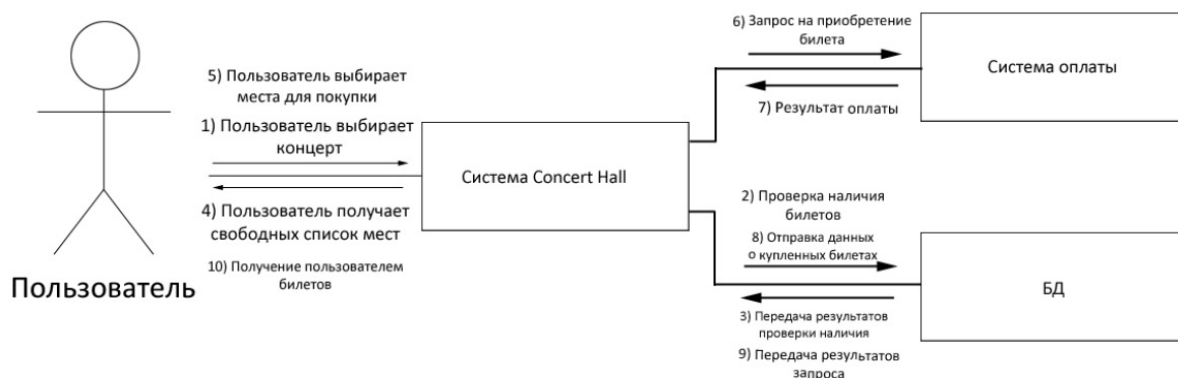 5) Пользователь выбирает
места для покупки
1) Пользователь выбирает
концерт
4) Пользователь получает
свободных список мест
10) Получение пользователем
билетов
Пользователь
Система Concert Hall
6) Запрос на приобретение
билета
7) Результат оплаты
Система оплаты
2) Проверка наличия
билетов
8) Отправка данных
о купленных билетах
3) Передача результатов
проверки наличия
9) Передача результатов
запроса
БД